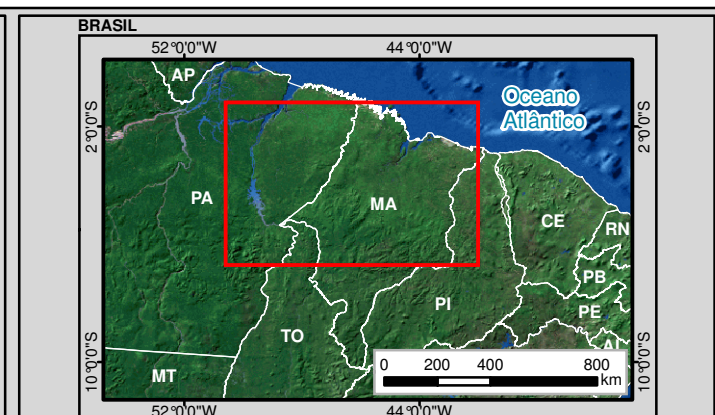 BRASIL
52°0'0"W 44°0'0"W
AP
Oceano
Atlântico
2°0'0"S 2°0'0"S
PA
MA
CE
RN
PB
PE
PI
TO
AL
MT
0 200 400 800
km
10°0'0"S 10°0'0"S
52°0'0"W 44°0'0"W